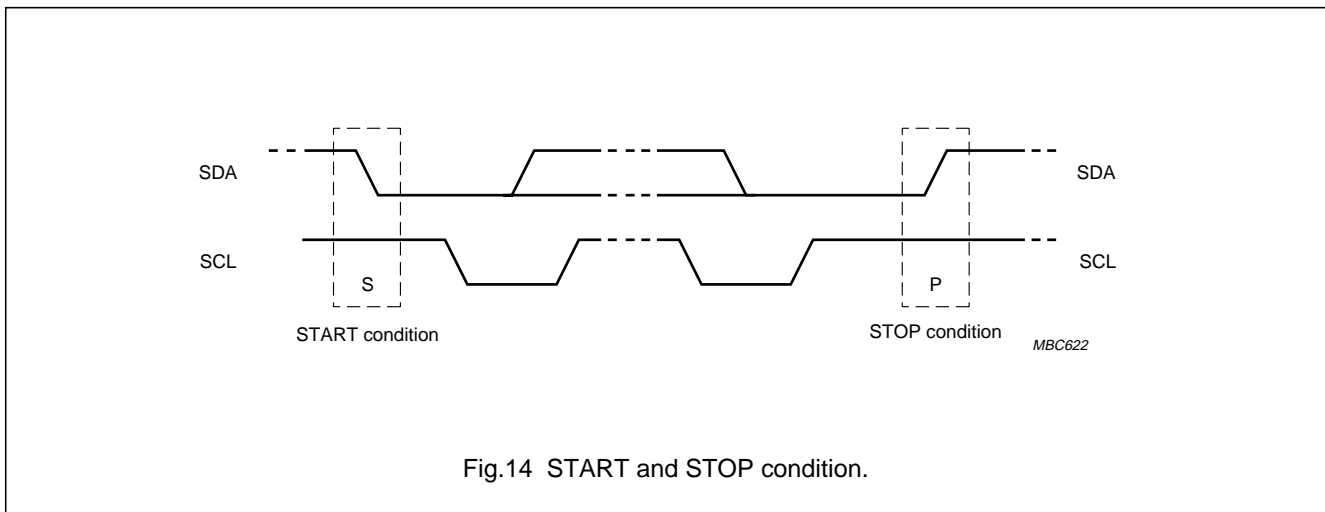 SDA SDA
SCL SCL
S P
START condition STOP condition
MBC622
Fig.14 START and STOP condition.